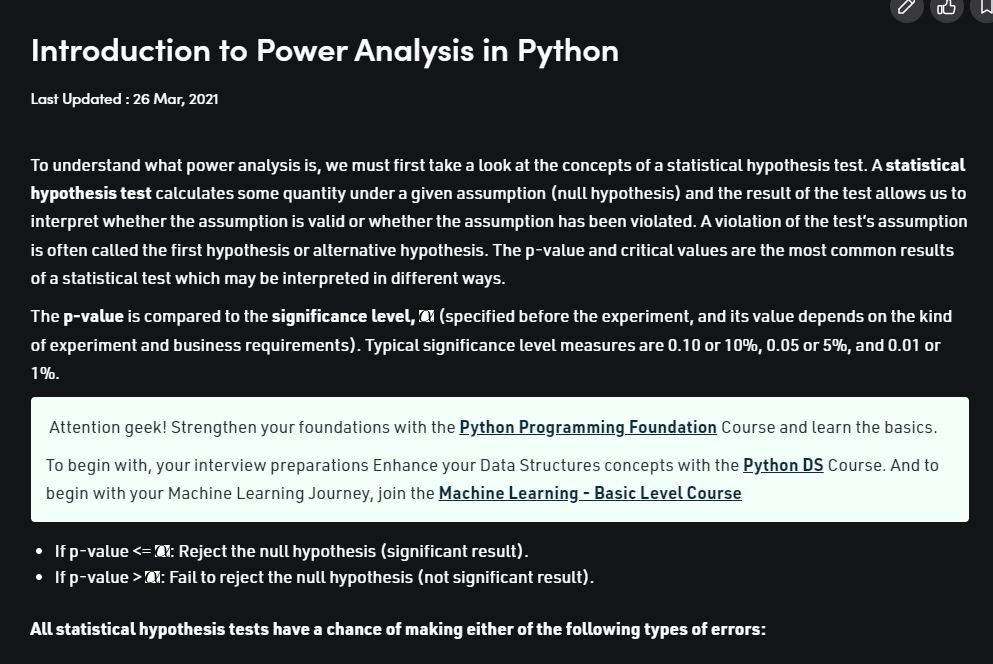 Introduction to Power Analysis in Python
Last Updated : 26 Mar, 2021
To understand what power analysis is, we must first take a look at the concepts of a statistical hypothesis test. A statistical
hypothesis test calculates some quantity under a given assumption (null hypothesis) and the result of the test allows us to
interpret whether the assumption is valid or whether the assumption has been violated. A violation of the test's assumption
is often called the first hypothesis or alternative hypothesis. The p-value and critical values are the most common results
of a statistical test which may be interpreted in different ways.
The p-value is compared to the significance level, α (specified before the experiment, and its value depends on the kind
of experiment and business requirements). Typical significance level measures are 0.10 or 10%, 0.05 or 5%, and 0.01 or
1%.
Attention geek! Strengthen your foundations with the Python Programming Foundation Course and learn the basics.
To begin with, your interview preparations Enhance your Data Structures concepts with the Python DS Course. And to
begin with your Machine Learning Journey, join the Machine Learning - Basic Level Course
• If p-value <= α: Reject the null hypothesis (significant result).
• If p-value > α: Fail to reject the null hypothesis (not significant result).
All statistical hypothesis tests have a chance of making either of the following types of errors: